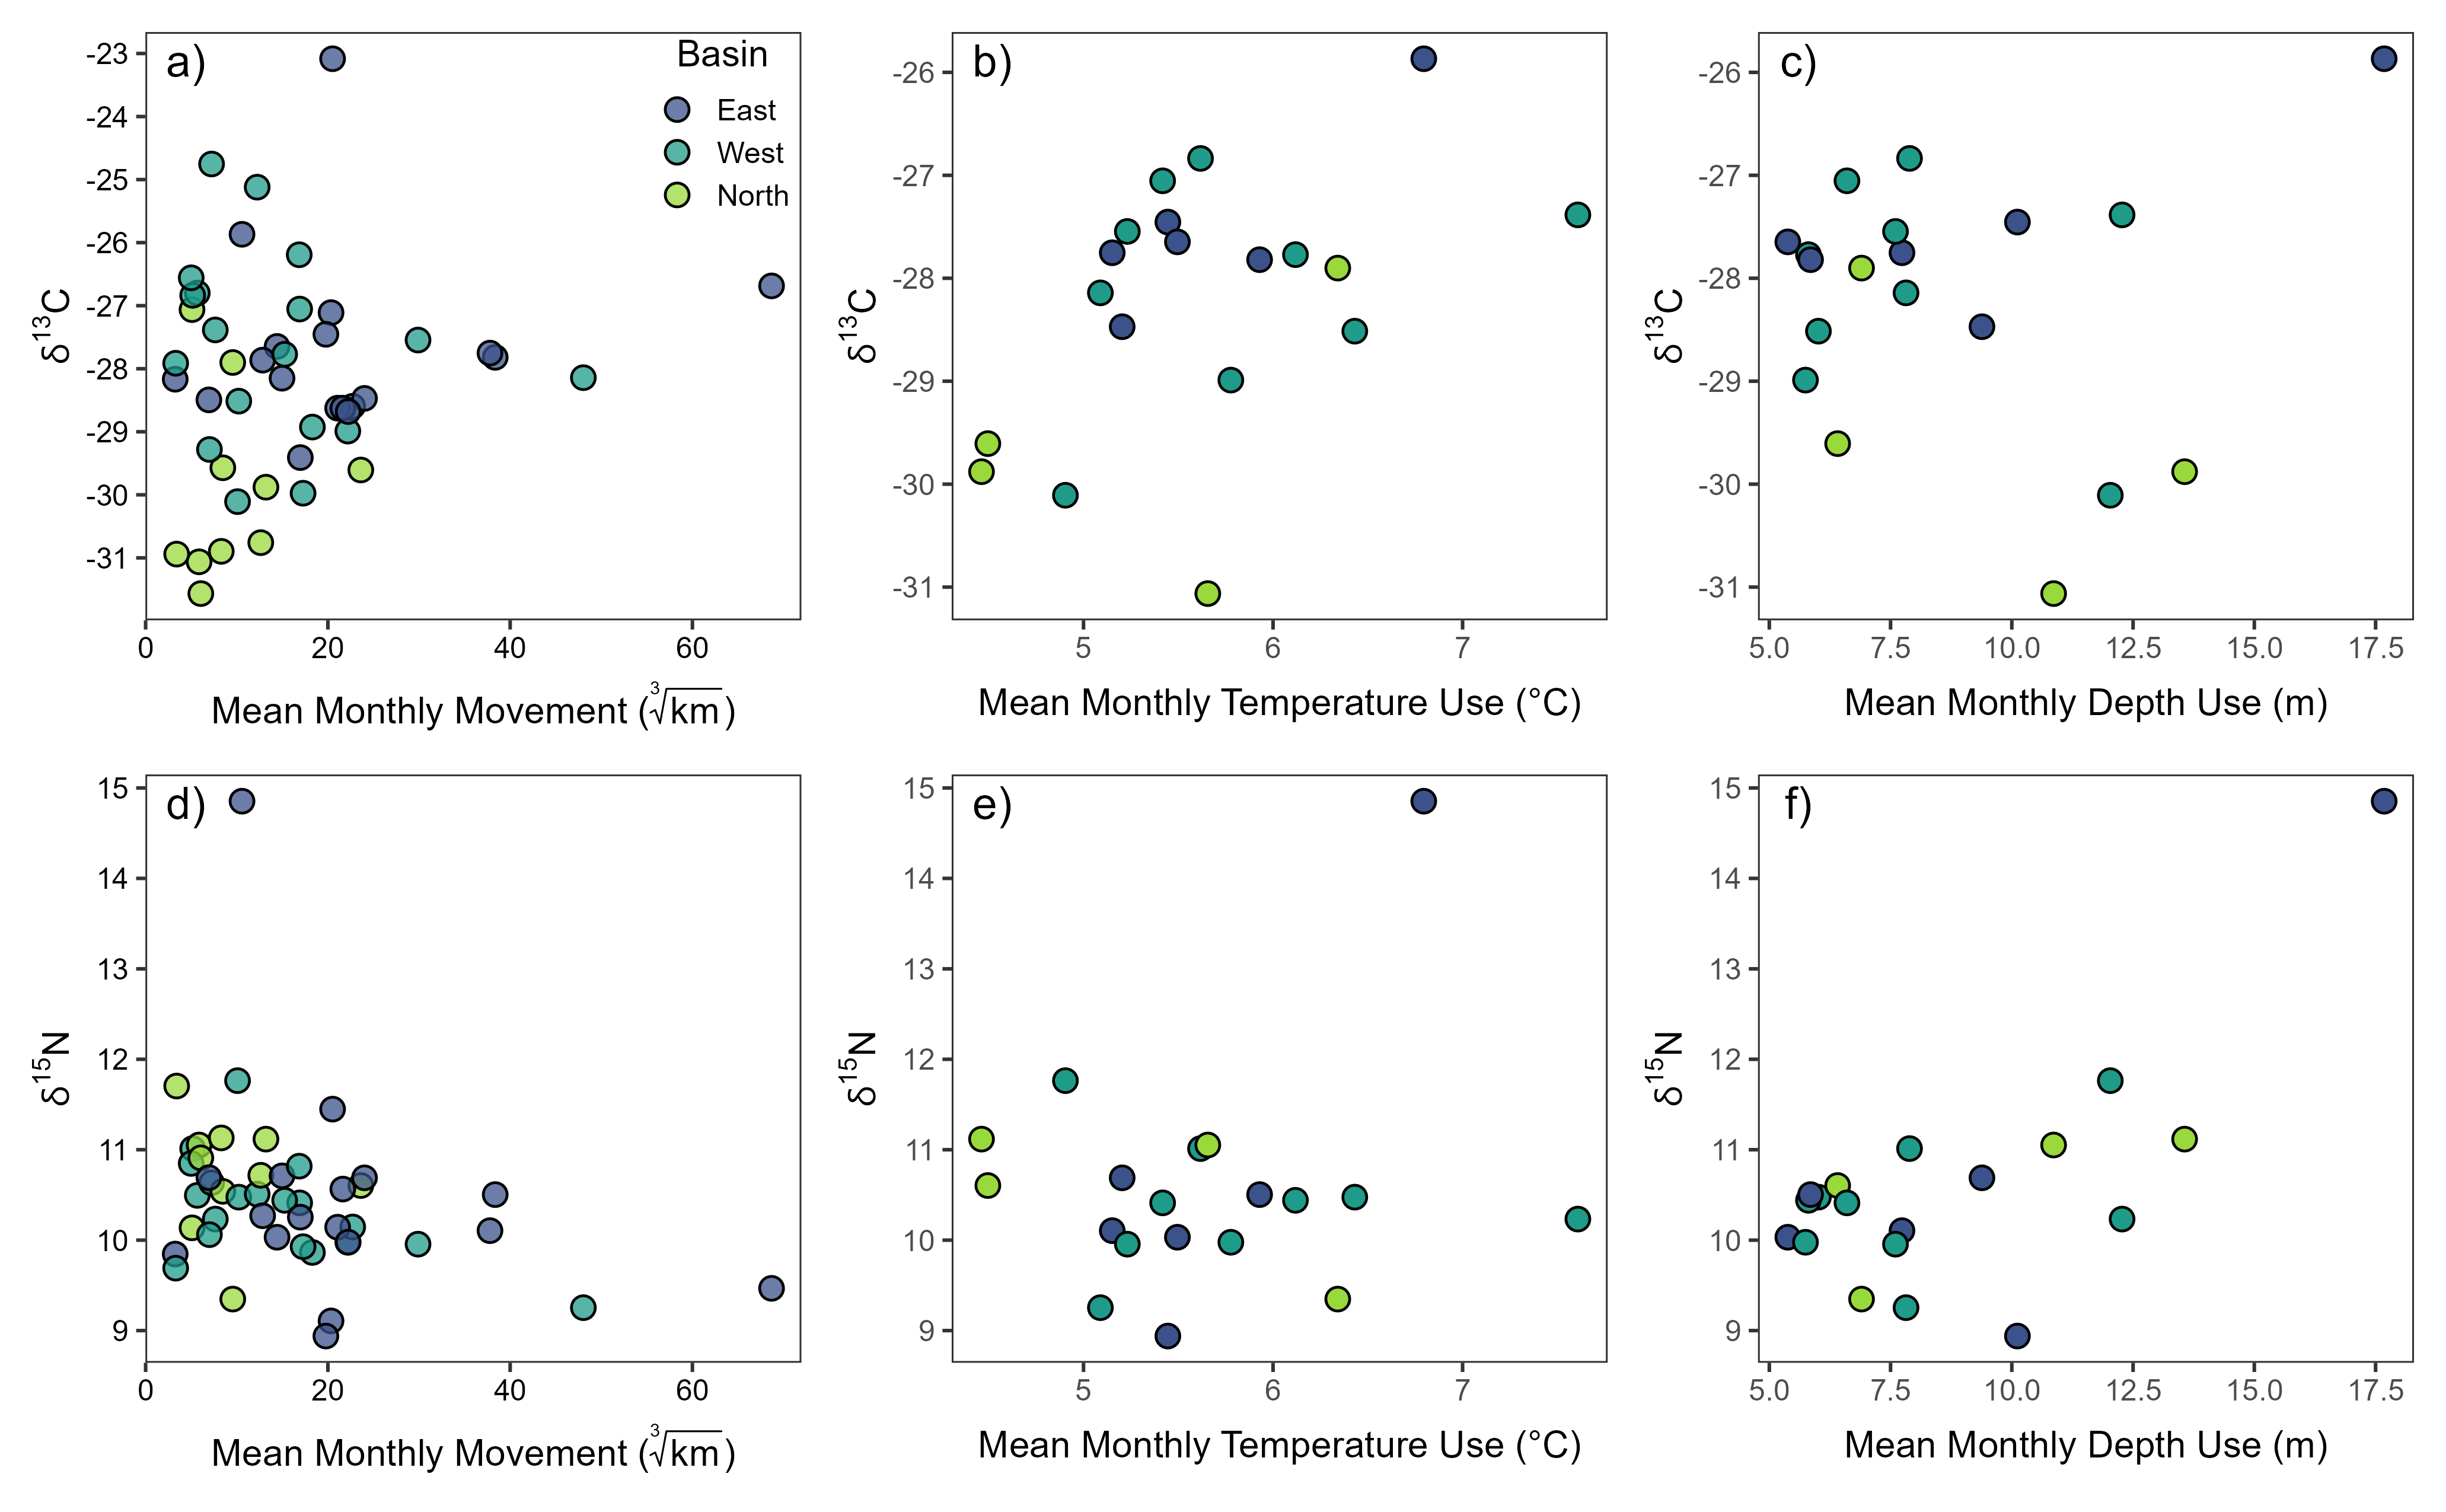 a)
Basin
East
West
North
-23
-24
-25
-26
-27
-28
-29
-30
-31
δ13C
0 20 40 60
Mean Monthly Movement (3√km)
b)
-26
-27
-28
-29
-30
-31
δ13C
5 6 7
Mean Monthly Temperature Use (°C)
c)
-26
-27
-28
-29
-30
-31
δ13C
5.0 7.5 10.0 12.5 15.0 17.5
Mean Monthly Depth Use (m)
d)
15
14
13
12
11
10
9
δ15N
0 20 40 60
Mean Monthly Movement (3√km)
e)
15
14
13
12
11
10
9
δ15N
5 6 7
Mean Monthly Temperature Use (°C)
f)
15
14
13
12
11
10
9
δ15N
5.0 7.5 10.0 12.5 15.0 17.5
Mean Monthly Depth Use (m)